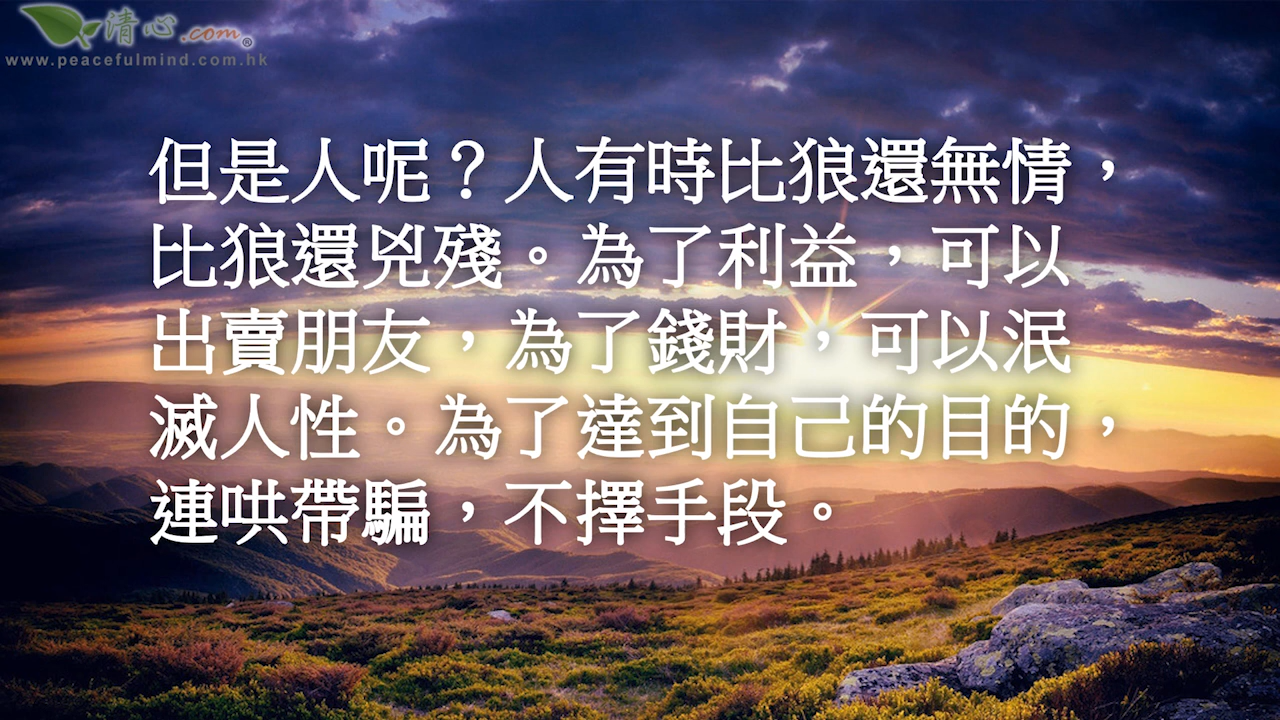 清心.com®
www.peacefulmind.com.hk
但是人呢？人有時比狼還無情，
比狼還兇殘。為了利益，可以
出賣朋友，為了錢財，可以泯
滅人性。為了達到自己的目的，
連哄帶騙，不擇手段。